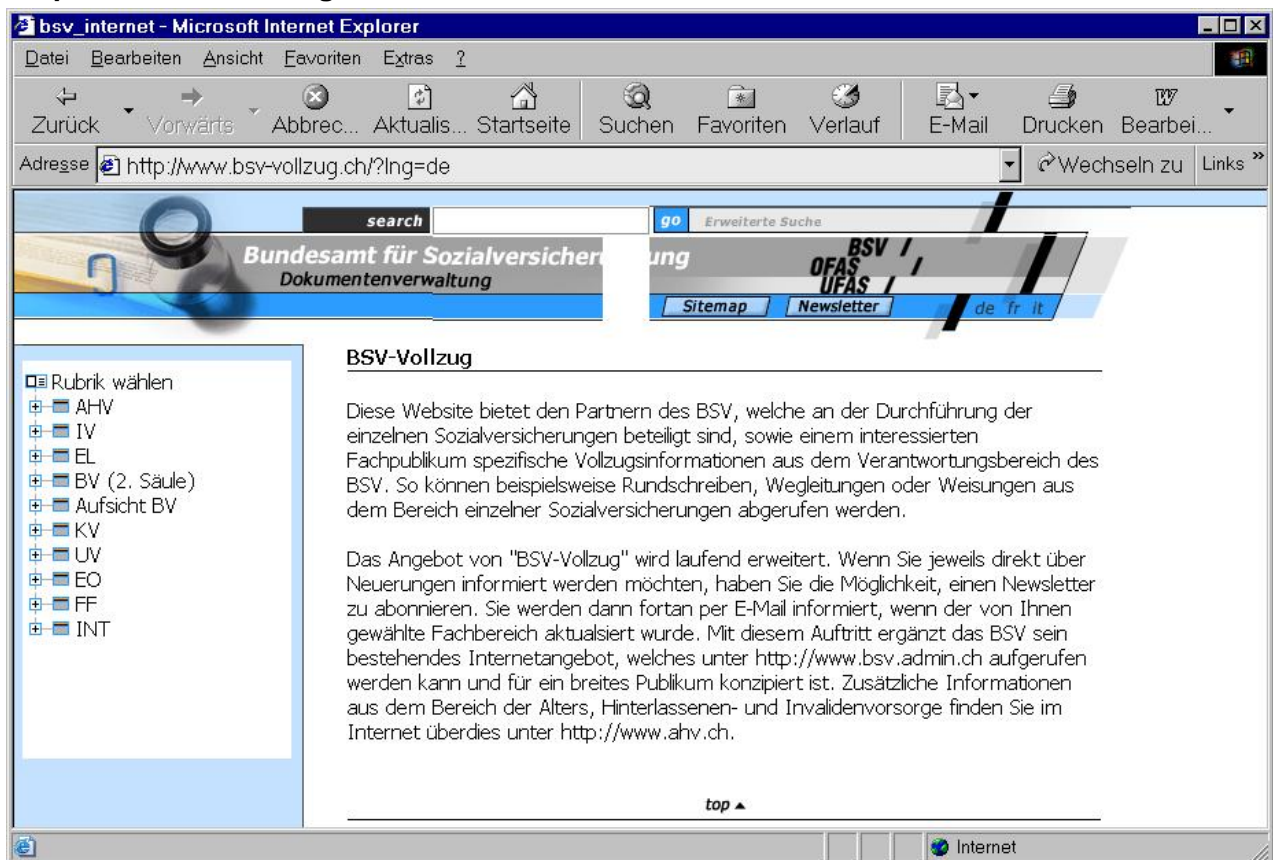 bsv_internet - Microsoft Internet Explorer
Datei Bearbeiten Ansicht Favoriten Extras ?
Zurück Vorwärts Abbrec... Aktualis... Startseite Suchen Favoriten Verlauf E-Mail Drucken Bearbei...
Adresse http://www.bsv-vollzug.ch/?lng=de Wechseln zu Links »
search go Erweiterte Suche
Bundesamt für Sozialversicher ung
BSV /
OFAS /
UFAS /
Dokumentenverwaltung
Sitemap Newsletter de fr it
BSV-Vollzug
Rubrik wählen
AHV
IV
EL
BV (2. Säule)
Aufsicht BV
KV
UV
EO
FF
INT
Diese Website bietet den Partnern des BSV, welche an der Durchführung der
einzelnen Sozialversicherungen beteiligt sind, sowie einem interessierten
Fachpublikum spezifische Vollzugsinformationen aus dem Verantwortungsbereich des
BSV. So können beispielsweise Rundschreiben, Wegleitungen oder Weisungen aus
dem Bereich einzelner Sozialversicherungen abgerufen werden.
Das Angebot von "BSV-Vollzug" wird laufend erweitert. Wenn Sie jeweils direkt über
Neuerungen informiert werden möchten, haben Sie die Möglichkeit, einen Newsletter
zu abonnieren. Sie werden dann fortan per E-Mail informiert, wenn der von Ihnen
gewählte Fachbereich aktualsiert wurde. Mit diesem Auftritt ergänzt das BSV sein
bestehendes Internetangebot, welches unter http://www.bsv.admin.ch aufgerufen
werden kann und für ein breites Publikum konzipiert ist. Zusätzliche Informationen
aus dem Bereich der Alters, Hinterlassenen- und Invalidenvorsorge finden Sie im
Internet überdies unter http://www.ahv.ch.
top
Internet